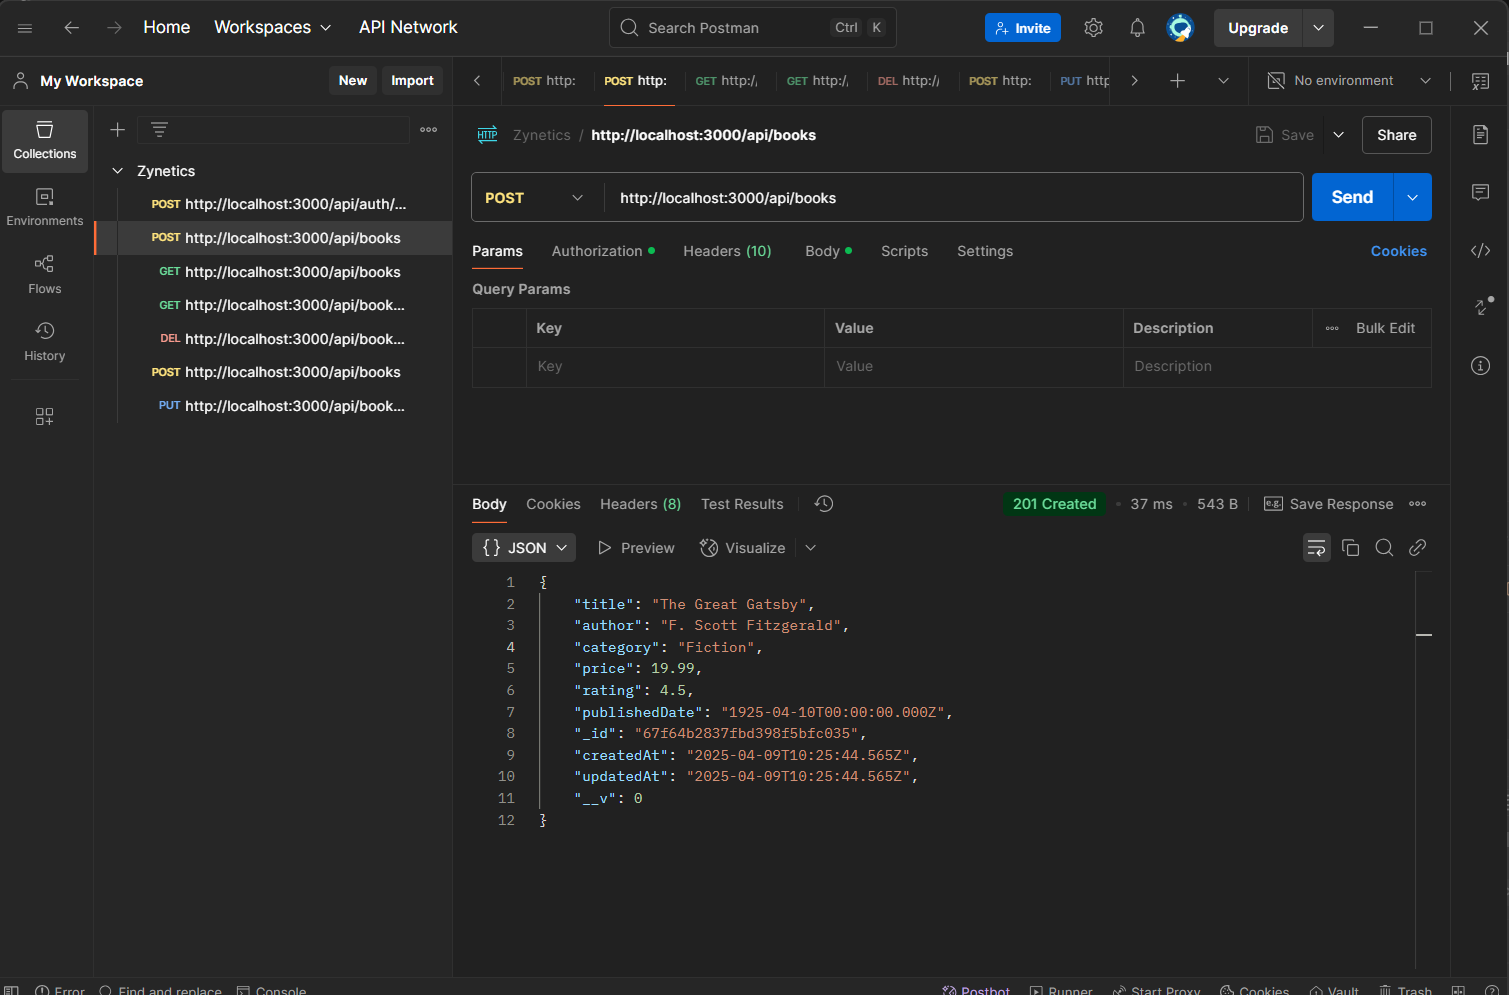 Home Workspaces API Network Search Postman Ctrl K Invite Upgrade
My Workspace New Import POST http: POST http: GET http:/, GET http:/, DEL http:// POST http: PUT http No environment
Collections
Environments
Flows
History
Zynetics
POST http://localhost:3000/api/auth/...
POST http://localhost:3000/api/books
GET http://localhost:3000/api/books
GET http://localhost:3000/api/book...
DEL http://localhost:3000/api/book...
POST http://localhost:3000/api/books
PUT http://localhost:3000/api/book...
HTTP Zynetics / http://localhost:3000/api/books Save Share
POST http://localhost:3000/api/books Send
Params Authorization Headers (10) Body Scripts Settings Cookies
Query Params
Key Value Description Bulk Edit
Key Value Description
Body Cookies Headers (8) Test Results 201 Created 37 ms 543 B e.g. Save Response
{} JSON Preview Visualize
1 {
2 "title": "The Great Gatsby",
3 "author": "F. Scott Fitzgerald",
4 "category": "Fiction",
5 "price": 19.99,
6 "rating": 4.5,
7 "publishedDate": "1925-04-10T00:00:00.000Z",
8 "_id": "67f64b2837fbd398f5bfc035",
9 "createdAt": "2025-04-09T10:25:44.565Z",
10 "updatedAt": "2025-04-09T10:25:44.565Z",
11 "__v": 0
12 }
Error Find and replace Console Postbot Runner Start Proxy Cookies Vault Trash